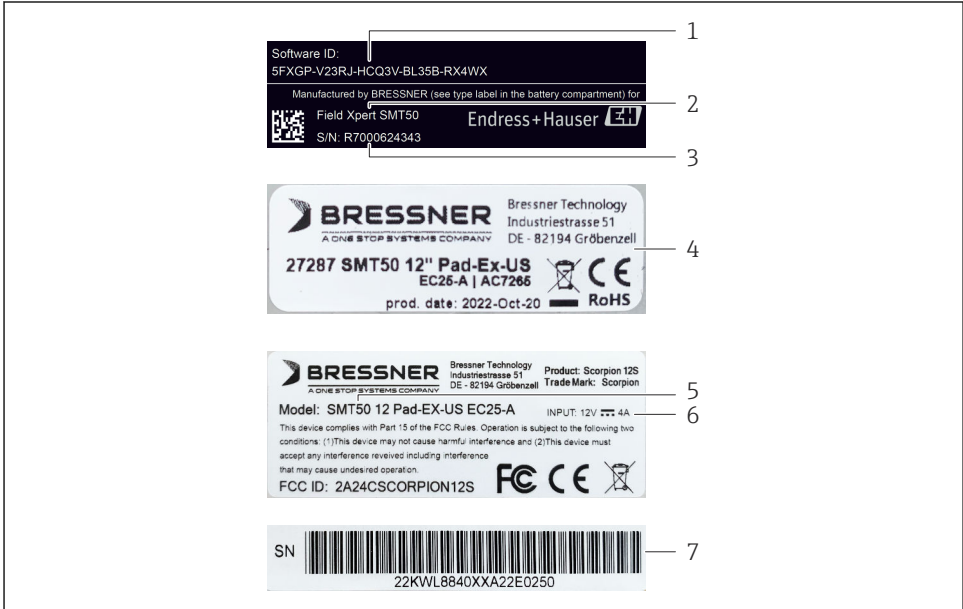 1
Software ID:
5FXGP-V23RJ-HCQ3V-BL35B-RX4WX
Manufactured by BRESSNER (see type label in the battery compartment) for
2
Field Xpert SMT50
Endress+Hauser EH
S/N: R7000624343
3
BRESSNER
A ONE STOP SYSTEMS COMPANY
Bressner Technology
Industriestrasse 51
DE - 82194 Gröbenzell
4
27287 SMT50 12" Pad-Ex-US
EC25-A | AC7265
CE
prod. date: 2022-Oct-20
RoHS
BRESSNER
A ONE STOP SYSTEMS COMPANY
Bressner Technology
Industriestrasse 51
DE - 82194 Gröbenzell
Product: Scorpion 12S
Trade Mark: Scorpion
5
Model: SMT50 12 Pad-EX-US EC25-A
INPUT: 12V 4A
6
This device complies with Part 15 of the FCC Rules. Operation is subject to the following two
conditions: (1)This device may not cause harmful interference and (2)This device must
accept any interference reveived including interference
that may cause undesired operation.
FCC ID: 2A24CSCORPION12S
FC CE
SN
7
22KWL8840XXA22E0250